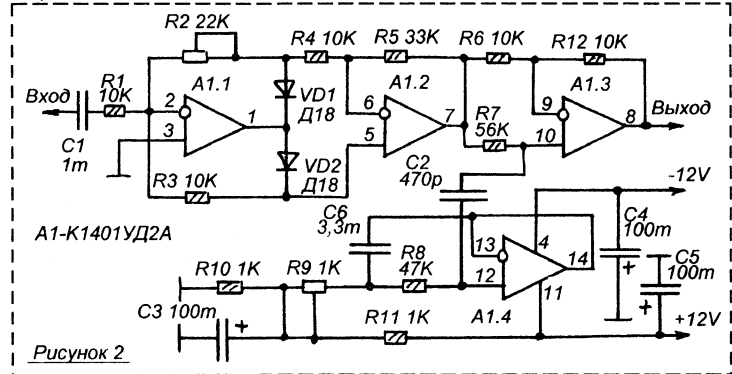 R2 22K
R4 10K
R5 33K
R6 10K
R12 10K
A1.1
A1.2
A1.3
Вход
R1
10K
C1
1m
2
3
1
VD1
Д18
VD2
Д18
R3 10K
6
5
7
R7
56K
9
10
8
Выход
C2
470p
-12V
C6
3,3m
13
12
4
14
11
C4
100m
C5
100m
A1-К1401УД2А
R10 1K
R9 1K
R8
47K
C3 100m
+
R11 1K
A1.4
+
+
+12V
Рисунок 2